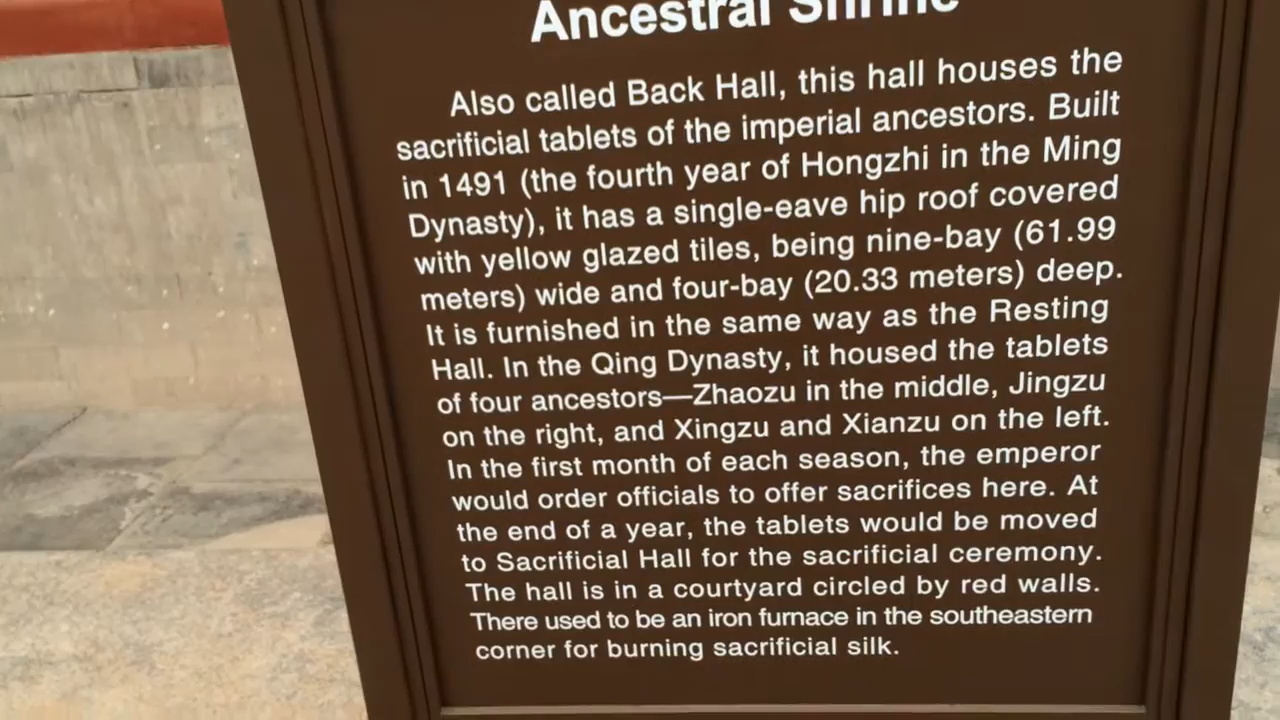 Ancestral Shrine
Also called Back Hall, this hall houses the
sacrificial tablets of the imperial ancestors. Built
in 1491 (the fourth year of Hongzhi in the Ming
Dynasty), it has a single-eave hip roof covered
with yellow glazed tiles, being nine-bay (61.99
meters) wide and four-bay (20.33 meters) deep.
It is furnished in the same way as the Resting
Hall. In the Qing Dynasty, it housed the tablets
of four ancestors—Zhaozu in the middle, Jingzu
on the right, and Xingzu and Xianzu on the left.
In the first month of each season, the emperor
would order officials to offer sacrifices here. At
the end of a year, the tablets would be moved
to Sacrificial Hall for the sacrificial ceremony.
The hall is in a courtyard circled by red walls.
There used to be an iron furnace in the southeastern
corner for burning sacrificial silk.